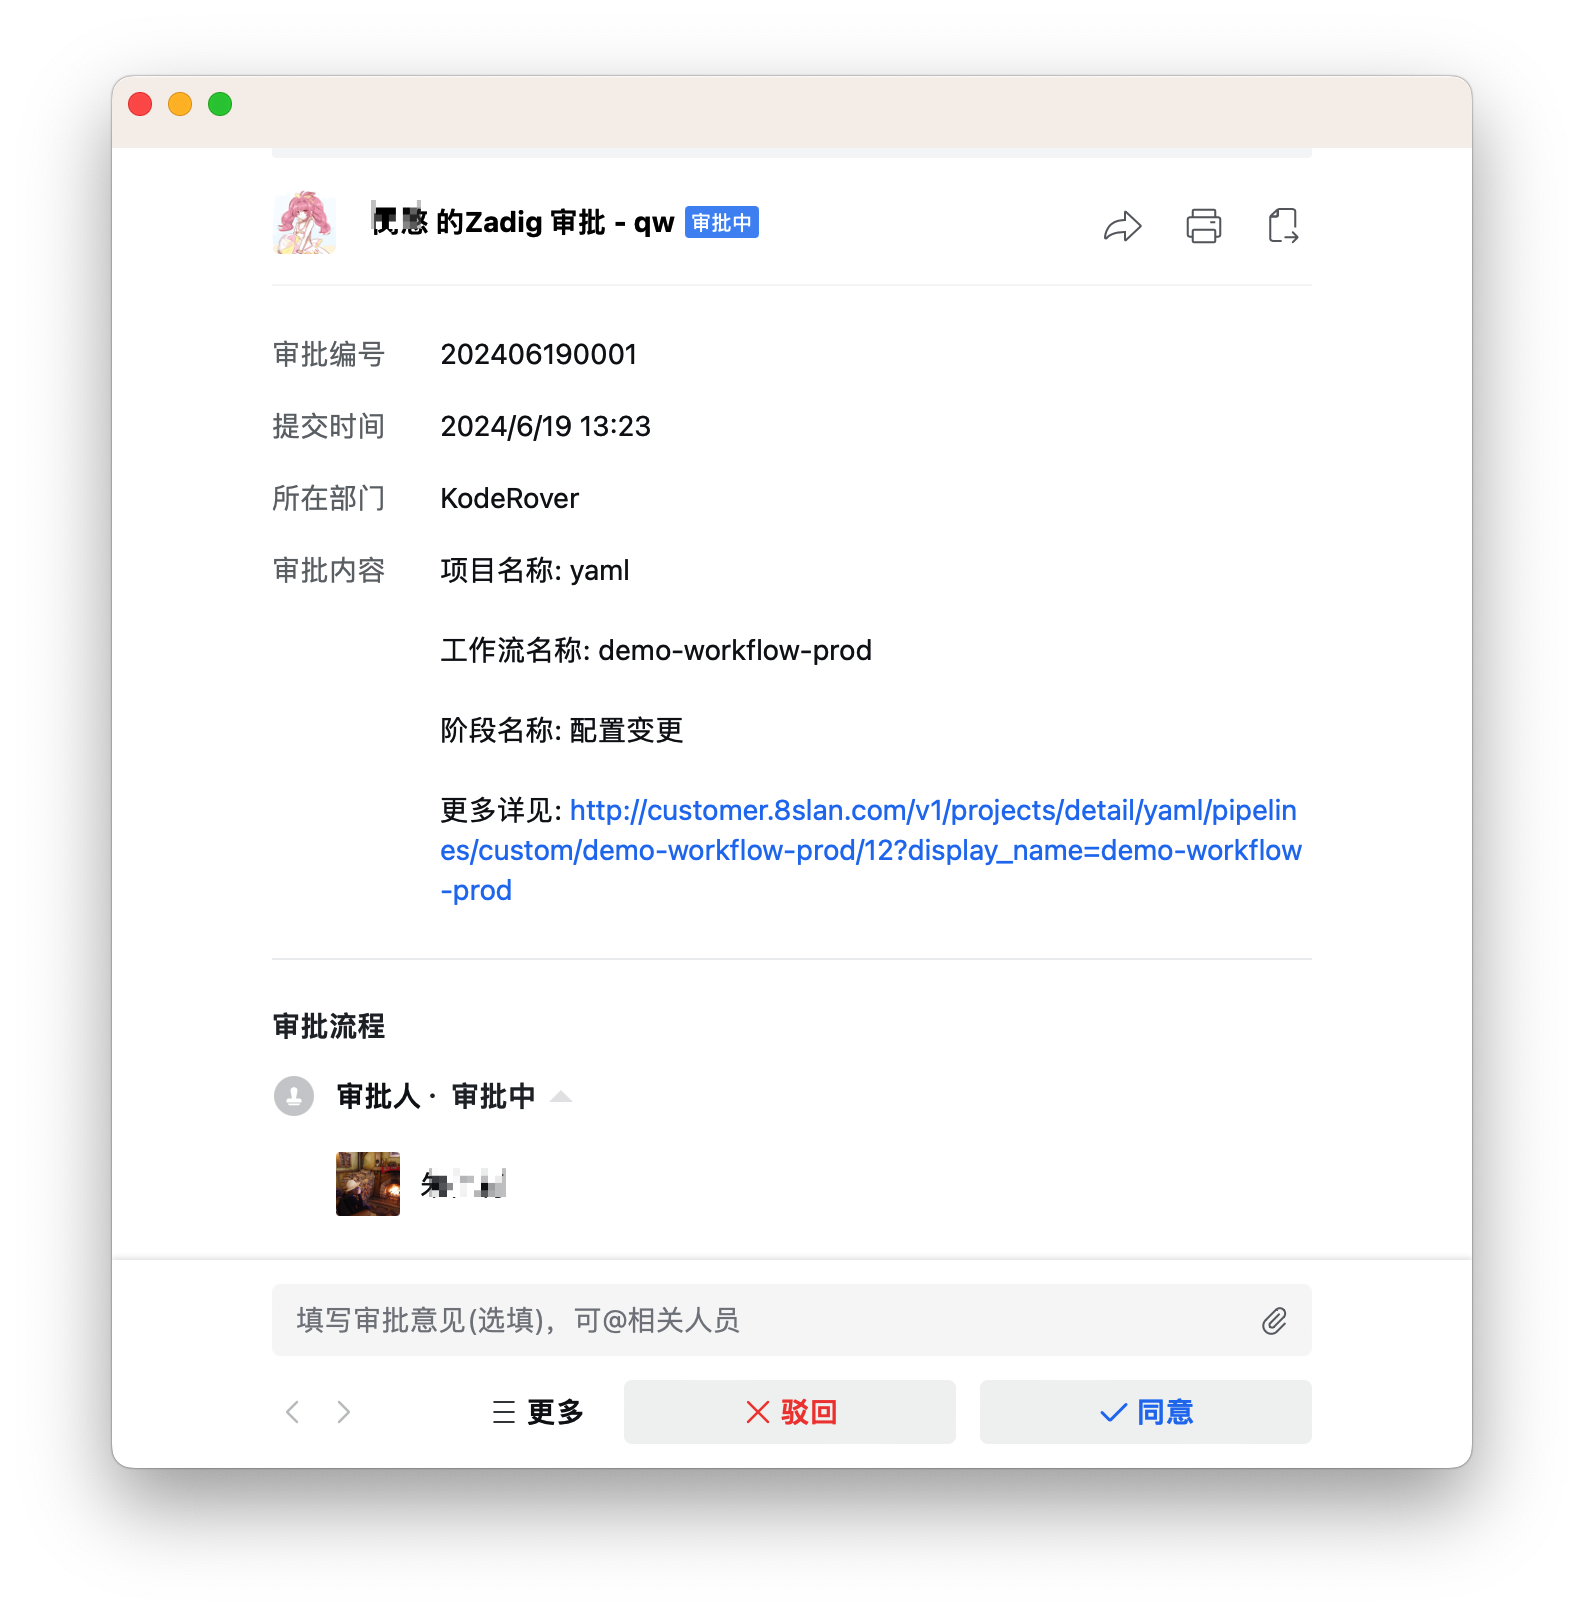 的Zadig 审批 - qw 审批中
审批编号 202406190001
提交时间 2024/6/19 13:23
所在部门 KodeRover
审批内容 项目名称: yaml
工作流名称: demo-workflow-prod
阶段名称: 配置变更
更多详见: http://customer.8slan.com/v1/projects/detail/yaml/pipelin
es/custom/demo-workflow-prod/12?display_name=demo-workflow
-prod
审批流程
审批人 · 审批中
填写审批意见(选填)，可@相关人员
更多 驳回 同意